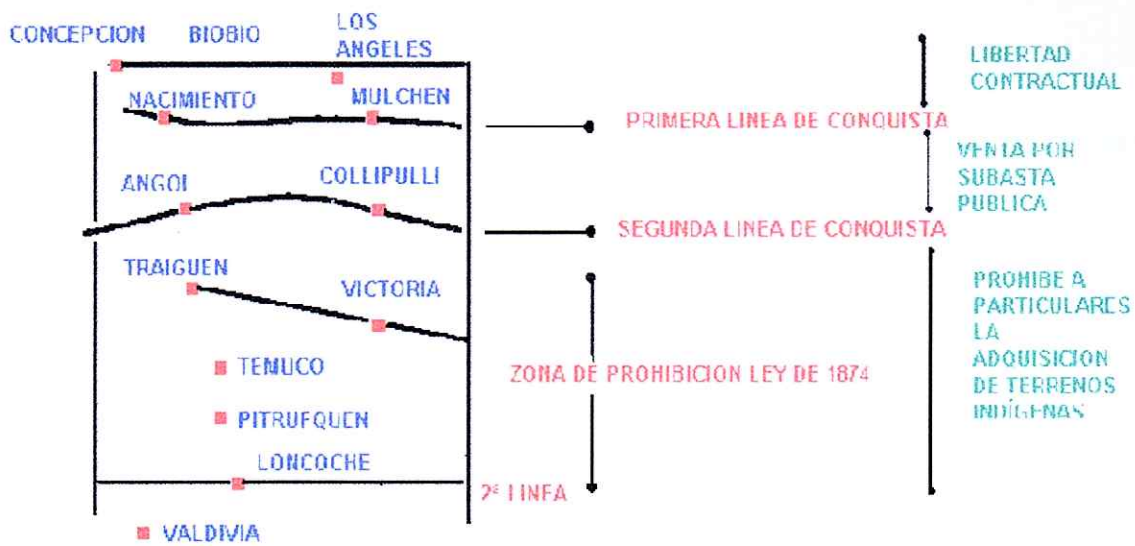 CONCEPCION
BIOBIO
LOS
ANGELES
NACIMIENTO
MULCHEN
ANGOL
COLLIPULLI
TRAIGUEN
VICTORIA
TEMUCO
PITRUFQUEN
LONCOCHE
VALDIVIA
PRIMERA LINEA DE CONQUISTA
SEGUNDA LINEA DE CONQUISTA
ZONA DE PROHIBICION LEY DE 1874
2ª LINEA
LIBERTAD
CONTRACTUAL
VENTA POR
SUBASTA
PUBLICA
PROHIBE A
PARTICULARES
LA
ADQUISICION
DE TERRENOS
INDÍGENAS